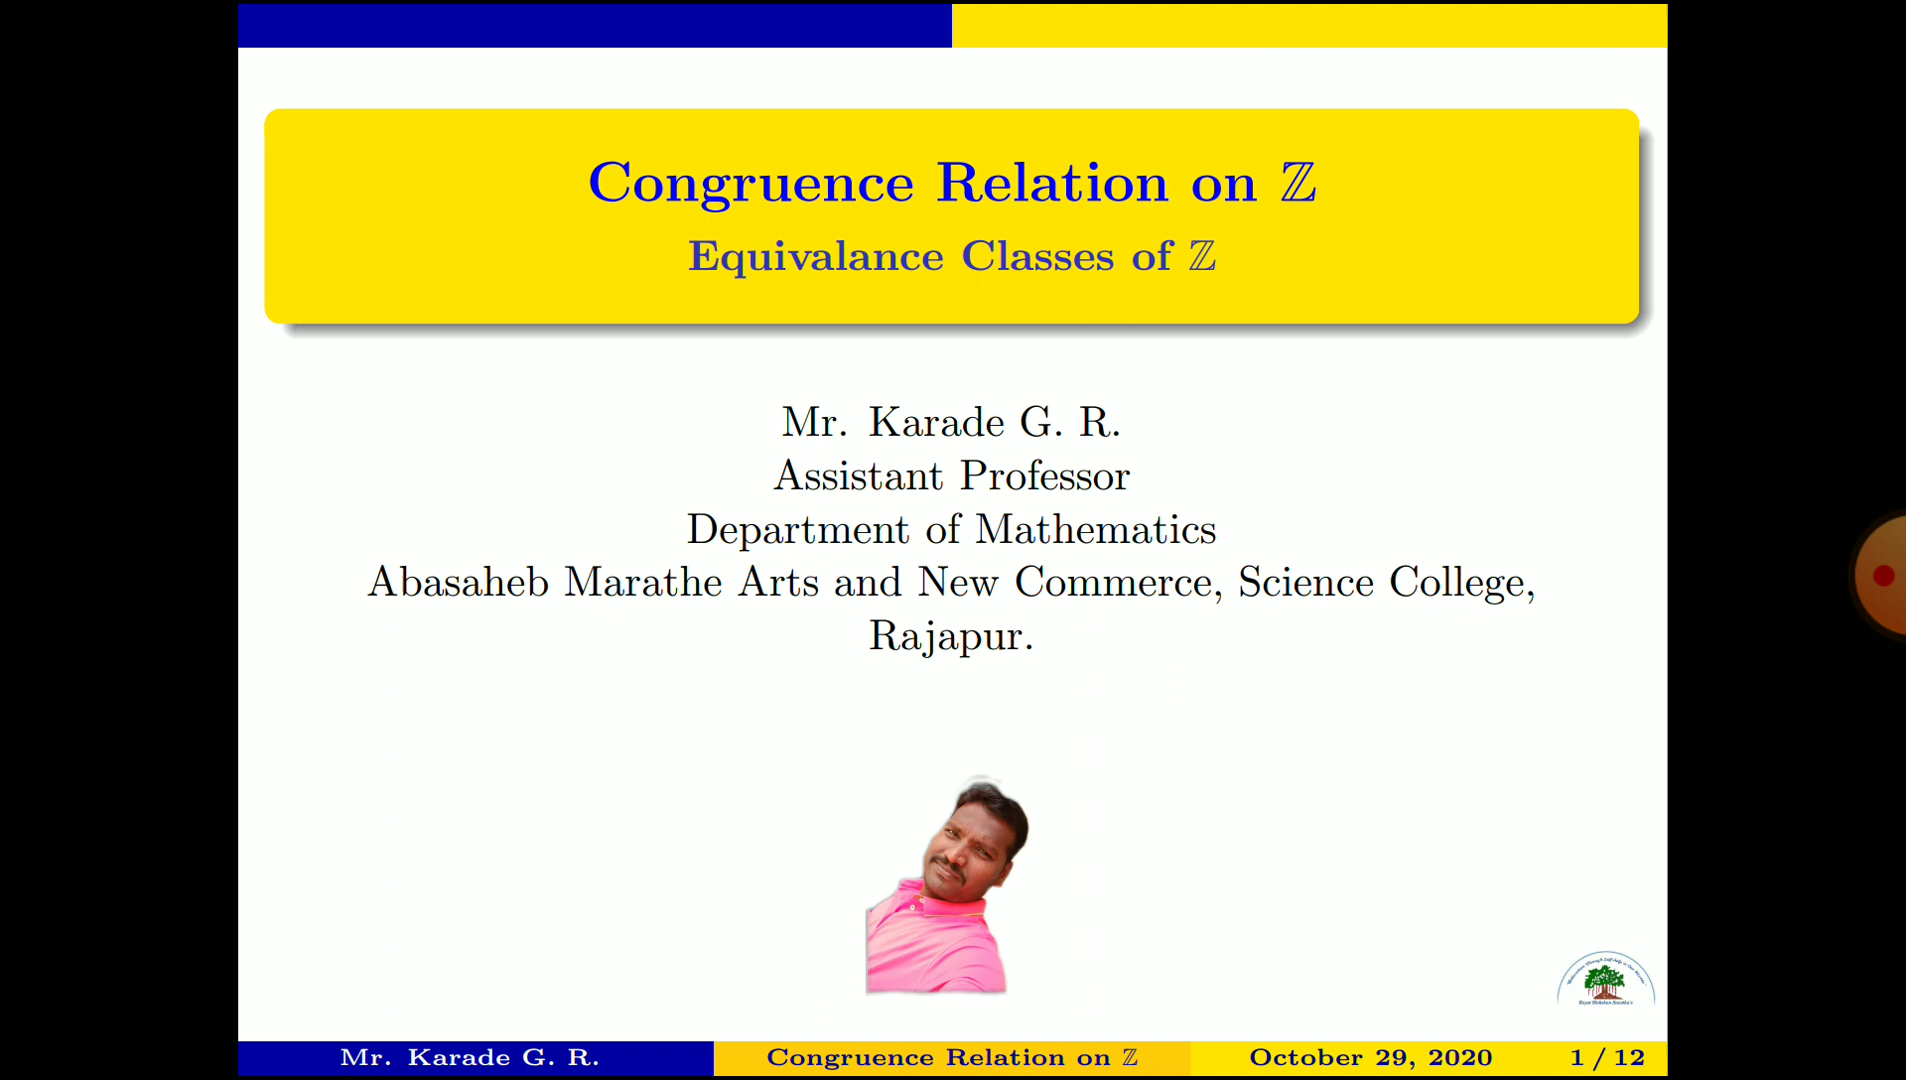 Congruence Relation on ℤ
Equivalance Classes of ℤ
Mr. Karade G. R.
Assistant Professor
Department of Mathematics
Abasaheb Marathe Arts and New Commerce, Science College,
Rajapur.
Mr. Karade G. R.
Congruence Relation on ℤ
October 29, 2020
1 / 12